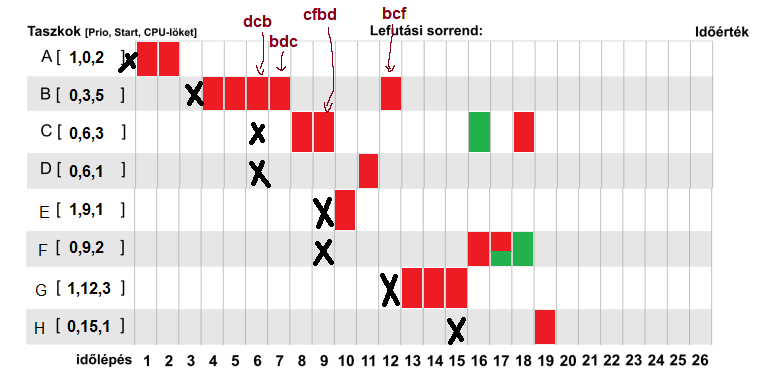 dcb
cfbd
bcf
bdc
Taszkok [Prio, Start, CPU-löket]
Lefutási sorrend:
Időérték
A [ 1,0,2 ]
B [ 0,3,5 ]
C [ 0,6,3 ]
D [ 0,6,1 ]
E [ 1,9,1 ]
F [ 0,9,2 ]
G [ 1,12,3 ]
H [ 0,15,1 ]
időlépés 1 2 3 4 5 6 7 8 9 10 11 12 13 14 15 16 17 18 19 20 21 22 23 24 25 26